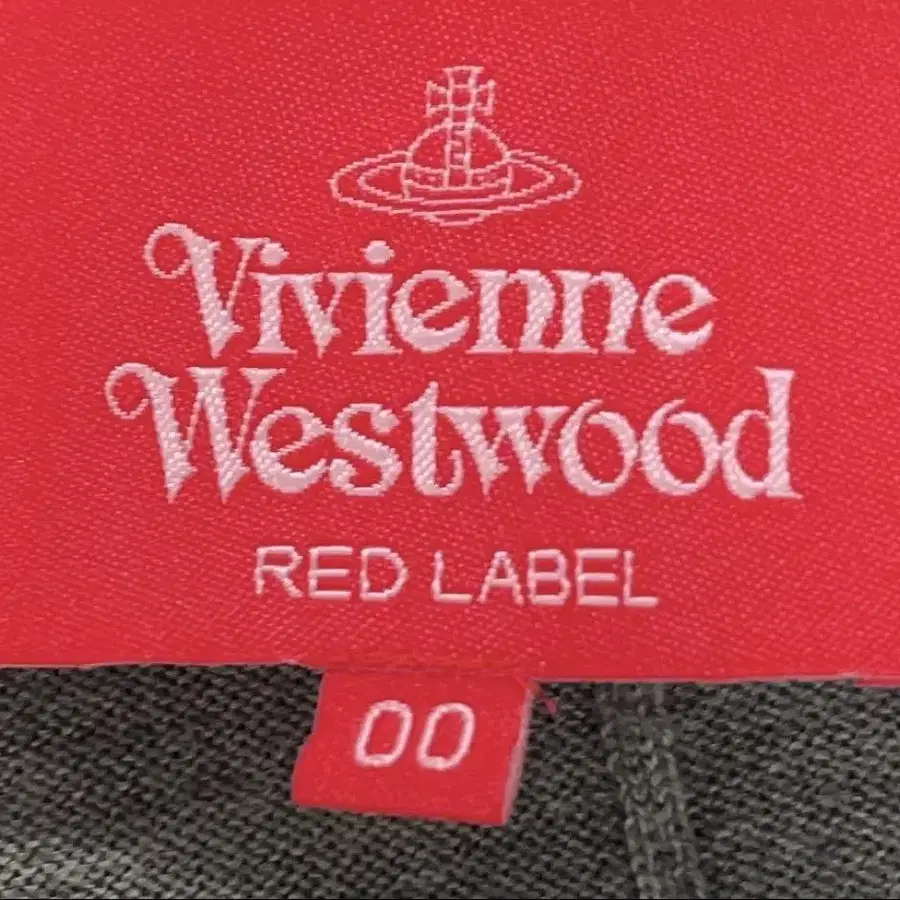 Vivienne
Westwood
RED LABEL
00